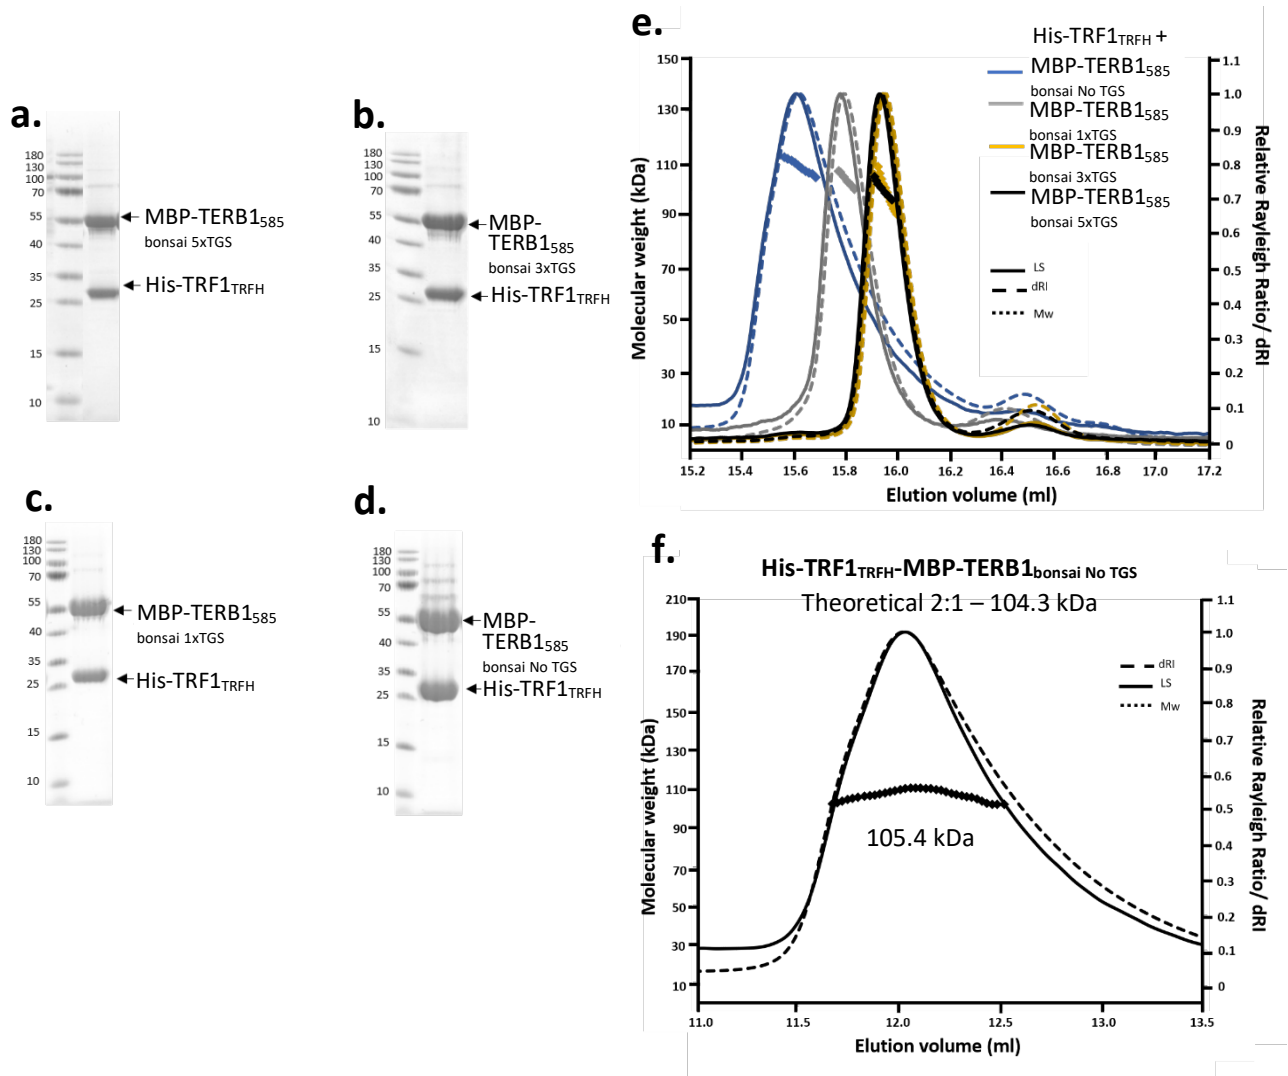 a.
180
130
100
70
55
40
35
25
15
10
MBP-TERB1585
bonsai 5xTGS
His-TRF1TRFH
b.
180
130
100
70
55
40
35
25
15
10
MBP-
TERB1585
bonsai 3xTGS
His-TRF1TRFH
c.
180
130
100
70
55
40
35
25
15
10
MBP-TERB1585
bonsai 1xTGS
His-TRF1TRFH
d.
180
130
100
70
55
40
35
25
15
10
MBP-
TERB1585
bonsai No TGS
His-TRF1TRFH
e.
His-TRF1TRFH +
MBP-TERB1585
bonsai No TGS
MBP-TERB1585
bonsai 1xTGS
MBP-TERB1585
bonsai 3xTGS
MBP-TERB1585
bonsai 5xTGS
LS
dRI
Mw
Molecular weight (kDa)
150
130
110
90
70
50
30
10
Relative Rayleigh Ratio/ dRI
1.1
1.0
0.9
0.8
0.7
0.6
0.5
0.4
0.3
0.2
0.1
0
15.2 15.4 15.6 15.8 16.0 16.2 16.4 16.6 16.8 17.0 17.2
Elution volume (ml)
f.
His-TRF1TRFH-MBP-TERB1bonsai No TGS
Theoretical 2:1 – 104.3 kDa
dRI
LS
Mw
105.4 kDa
Molecular weight (kDa)
210
190
170
150
130
110
90
70
50
30
10
Relative Rayleigh Ratio/ dRI
1.1
1.0
0.9
0.8
0.7
0.6
0.5
0.4
0.3
0.2
0.1
0
11.0 11.5 12.0 12.5 13.0 13.5
Elution volume (ml)